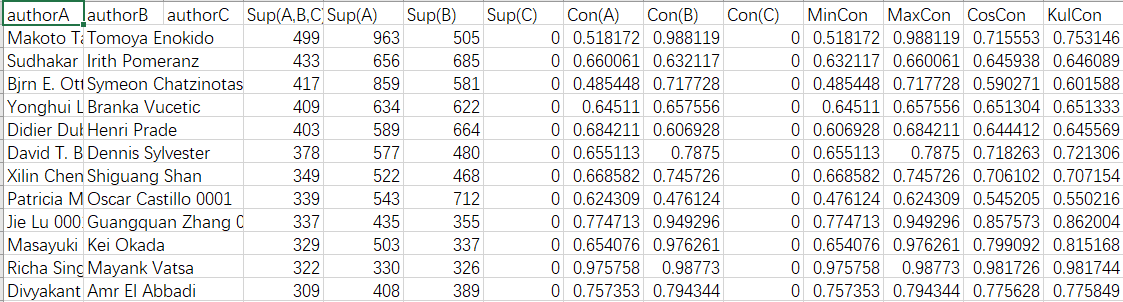 authorA authorB authorC Sup(A,B,C Sup(A) Sup(B) Sup(C) Con(A) Con(B) Con(C) MinCon MaxCon CosCon KulCon
Makoto Ta Tomoya Enokido 499 963 505 0 0.518172 0.988119 0 0.518172 0.988119 0.715553 0.753146
Sudhakar Irith Pomeranz 433 656 685 0 0.660061 0.632117 0 0.632117 0.660061 0.645938 0.646089
Bjrn E. Ott Symeon Chatzinotas 417 859 581 0 0.485448 0.717728 0 0.485448 0.717728 0.590271 0.601588
Yonghui L Branka Vucetic 409 634 622 0 0.64511 0.657556 0 0.64511 0.657556 0.651304 0.651333
Didier Dub Henri Prade 403 589 664 0 0.684211 0.606928 0 0.606928 0.684211 0.644412 0.645569
David T. B Dennis Sylvester 378 577 480 0 0.655113 0.7875 0 0.655113 0.7875 0.718263 0.721306
Xilin Chen Shiguang Shan 349 522 468 0 0.668582 0.745726 0 0.668582 0.745726 0.706102 0.707154
Patricia M Oscar Castillo 0001 339 543 712 0 0.624309 0.476124 0 0.476124 0.624309 0.545205 0.550216
Jie Lu 000 Guangquan Zhang 0 337 435 355 0 0.774713 0.949296 0 0.774713 0.949296 0.857573 0.862004
Masayuki Kei Okada 329 503 337 0 0.654076 0.976261 0 0.654076 0.976261 0.799092 0.815168
Richa Sing Mayank Vatsa 322 330 326 0 0.975758 0.98773 0 0.975758 0.98773 0.981726 0.981744
Divyakant Amr El Abbadi 309 408 389 0 0.757353 0.794344 0 0.757353 0.794344 0.775628 0.775849